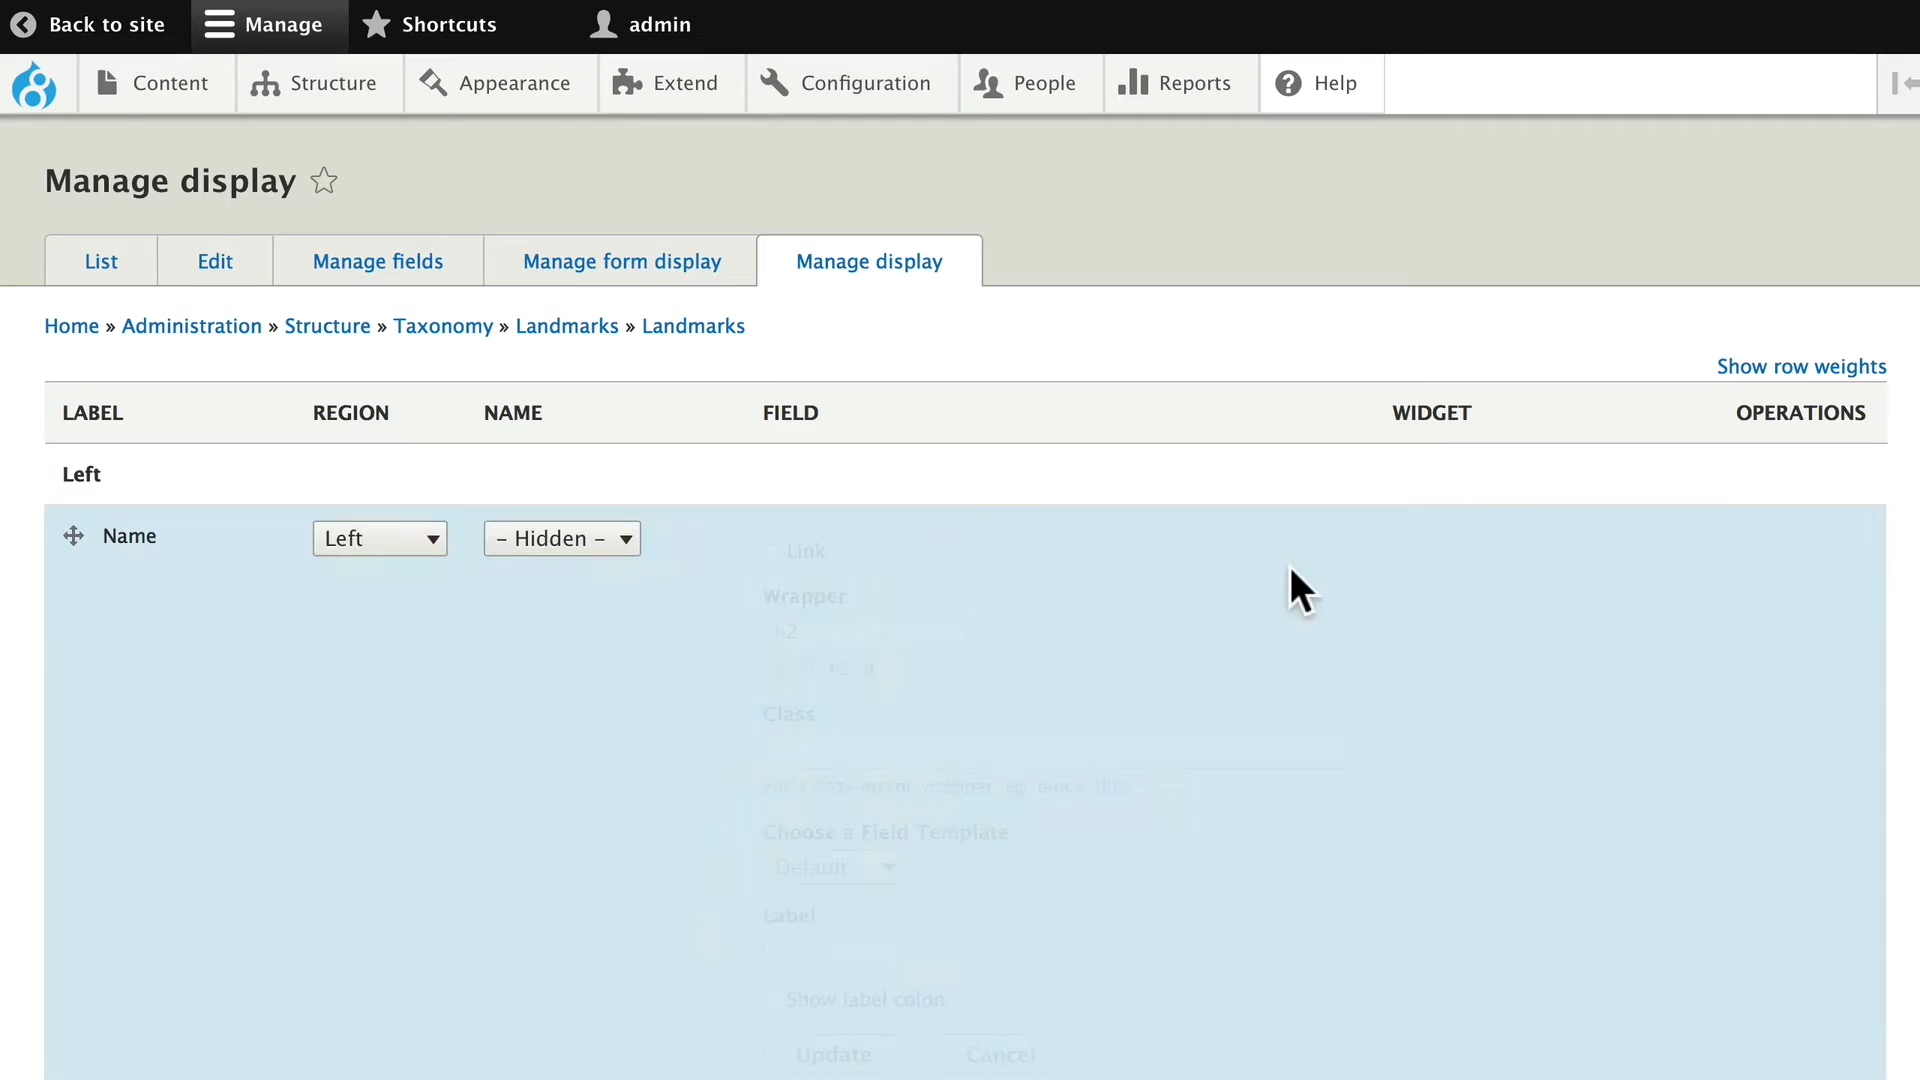 Back to site Manage Shortcuts admin
Content Structure Appearance Extend Configuration People Reports Help
Manage display
List Edit Manage fields Manage form display Manage display
Home » Administration » Structure » Taxonomy » Landmarks » Landmarks
Show row weights
LABEL REGION NAME FIELD WIDGET OPERATIONS
Left
Name Left - Hidden -
Link
Wrapper
h2
Class
Choose a Field Template
Default
Label
Show label colon
Update Cancel